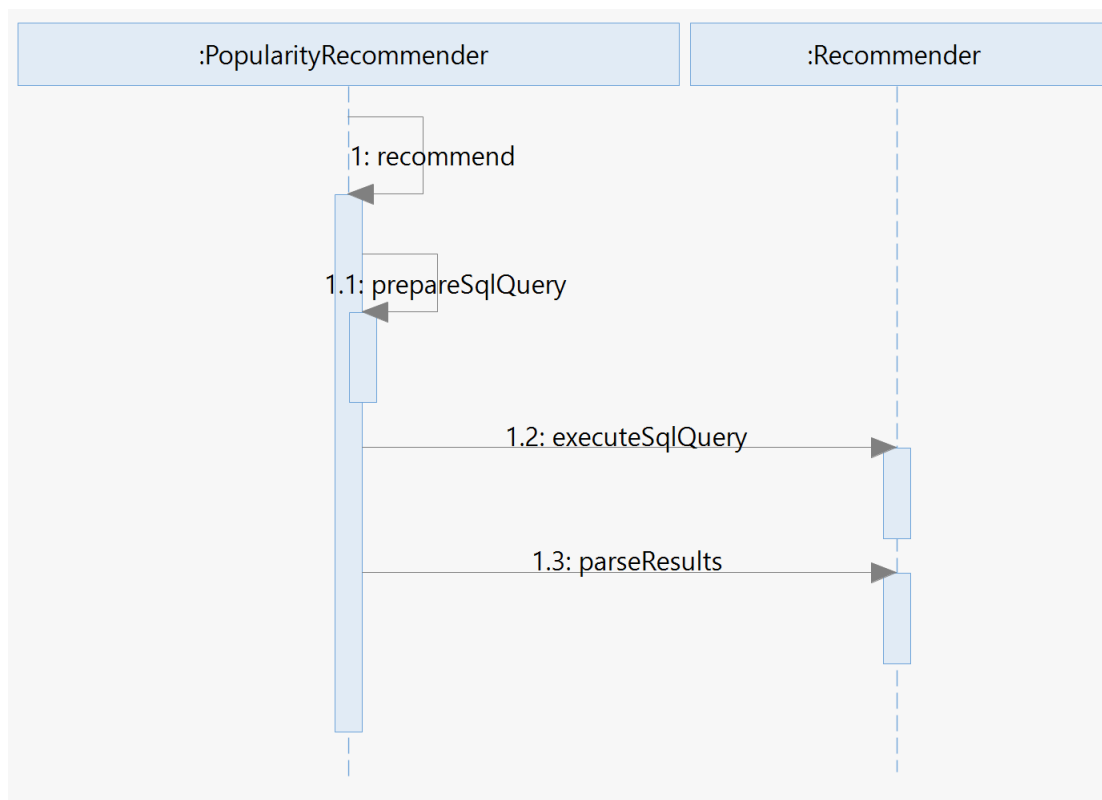 :PopularityRecommender
:Recommender
1: recommend
1.1: prepareSqlQuery
1.2: executeSqlQuery
1.3: parseResults